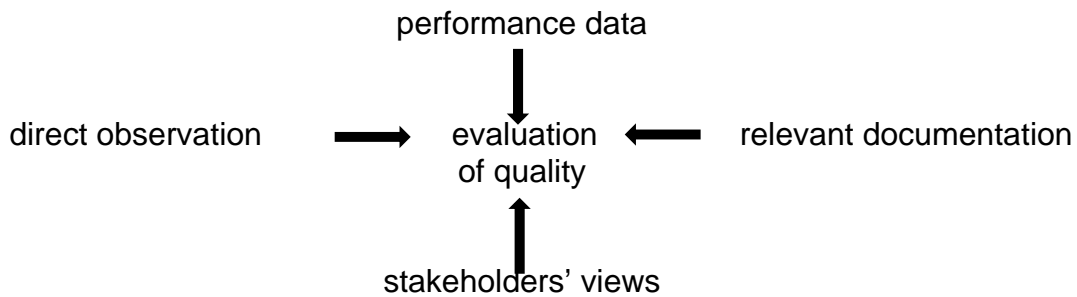 performance data
direct observation
evaluation
of quality
relevant documentation
stakeholders’ views